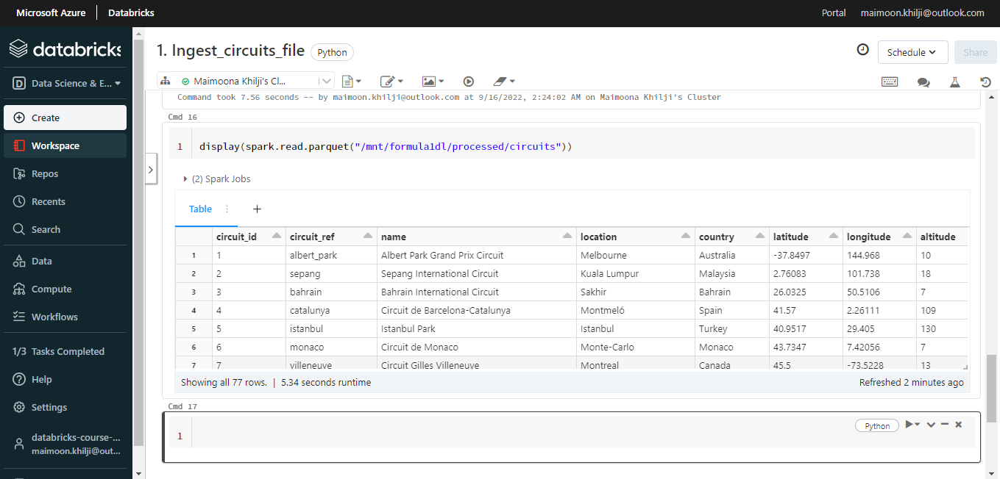 Microsoft Azure
Databricks
Portal
maimoon.khilji@outlook.com
databricks
Data Science & E...
Create
Workspace
Repos
Recents
Search
Data
Compute
Workflows
1/3 Tasks Completed
Help
Settings
databricks-course-...
maimoon.khilji@out...
1. Ingest_circuits_file
Python
Schedule
Share
Maimoona Khilji's Cl...
Command took 7.56 seconds -- by maimoon.khilji@outlook.com at 9/16/2022, 2:24:02 AM on Maimoona Khilji's Cluster
Cmd 16
1 display(spark.read.parquet("/mnt/formula1dl/processed/circuits"))
(2) Spark Jobs
Table +
circuit_id circuit_ref name location country latitude longitude altitude
1 1 albert_park Albert Park Grand Prix Circuit Melbourne Australia -37.8497 144.968 10
2 2 sepang Sepang International Circuit Kuala Lumpur Malaysia 2.76083 101.738 18
3 3 bahrain Bahrain International Circuit Sakhir Bahrain 26.0325 50.5106 7
4 4 catalunya Circuit de Barcelona-Catalunya Montmeló Spain 41.57 2.26111 109
5 5 istanbul Istanbul Park Istanbul Turkey 40.9517 29.405 130
6 6 monaco Circuit de Monaco Monte-Carlo Monaco 43.7347 7.42056 7
7 7 villeneuve Circuit Gilles Villeneuve Montreal Canada 45.5 -73.5228 13
Showing all 77 rows. | 5.34 seconds runtime
Refreshed 2 minutes ago
Cmd 17
1
Python